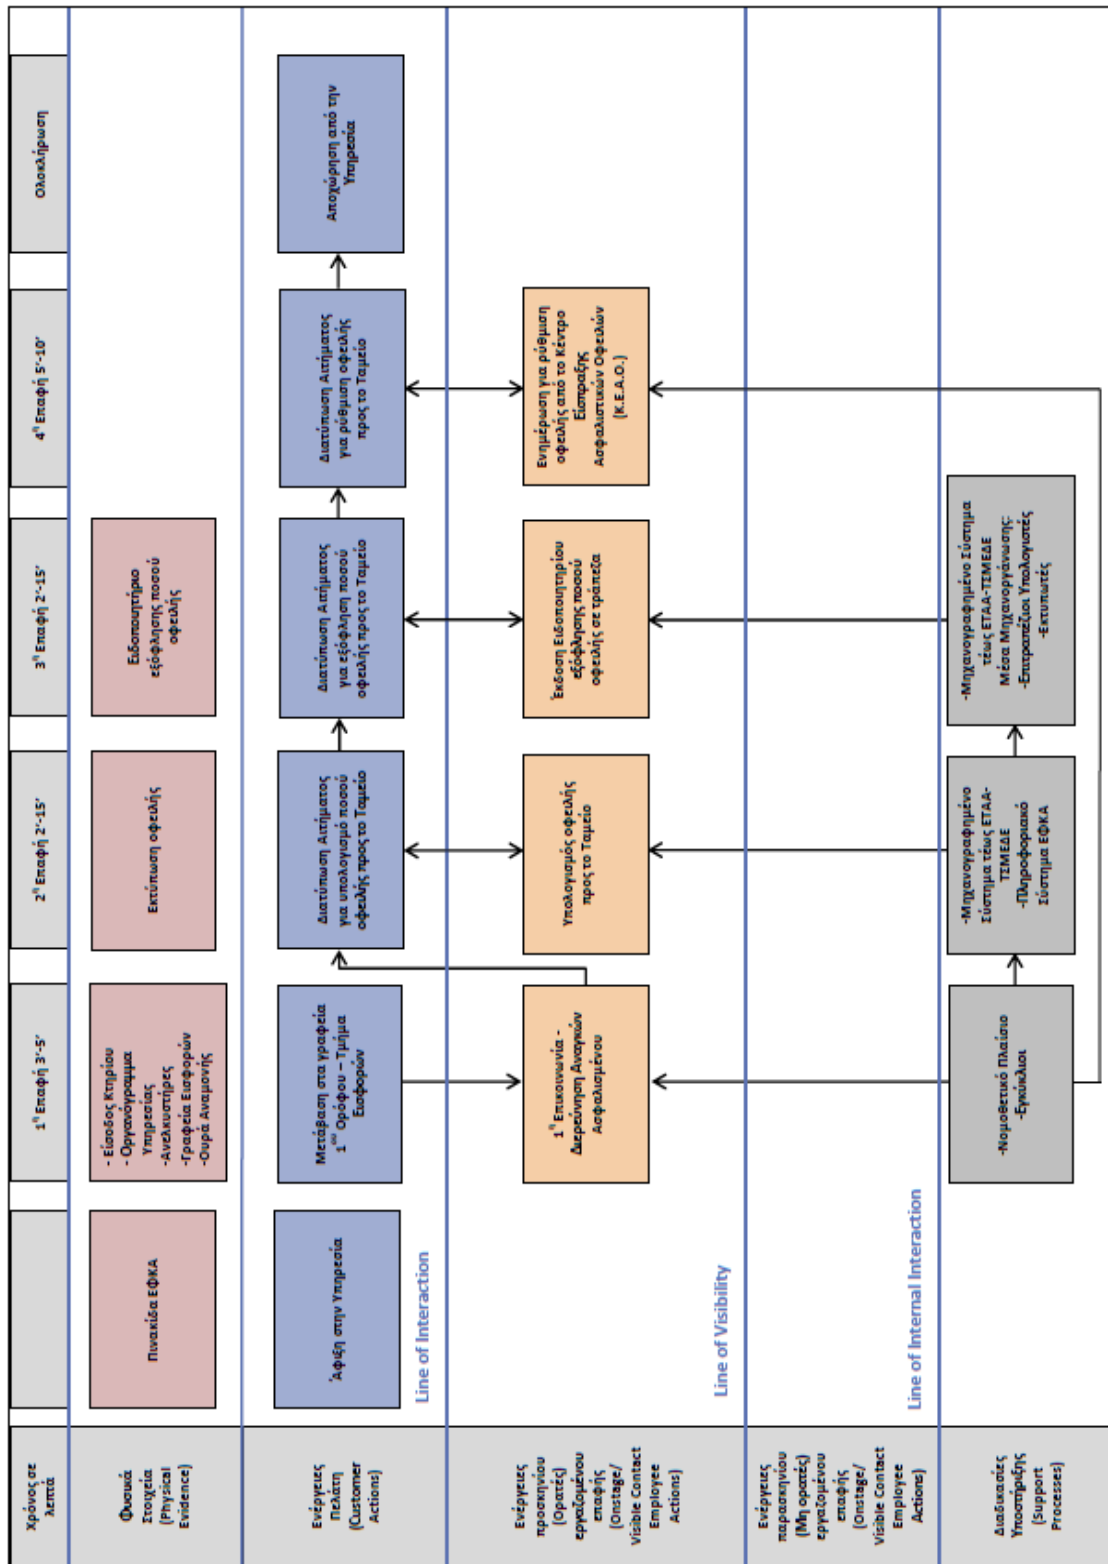 Χρόνος σε
λεπτά
1η Επαφή 3’-5’
2η Επαφή 2’-15’
3η Επαφή 2’-15’
4η Επαφή 5’-10’
Ολοκλήρωση
Φυσικά
Στοιχεία
(Physical
Evidence)
Πινακίδα ΕΦΚΑ
- Είσοδος Κτηρίου
- Οργανόγραμμα
Υπηρεσίας
-Ανελκυστήρες
-Γραφεία Εισφορών
-Ουρά Αναμονής
Εκτύπωση οφειλής
Ειδοποιητήριο
εξόφλησης ποσού
οφειλής
Ενέργειες
Πελάτη
(Customer
Actions)
Άφιξη στην Υπηρεσία
Μετάβαση στα γραφεία
1ου Ορόφου – Τμήμα
Εισφορών
Διατύπωση Αιτήματος
για υπολογισμό ποσού
οφειλής προς το Ταμείο
Διατύπωση Αιτήματος
για εξόφληση ποσού
οφειλής προς το Ταμείο
Διατύπωση Αιτήματος
για ρύθμιση οφειλής
προς το Ταμείο
Αποχώρηση από την
Υπηρεσία
Line of Interaction
Ενέργειες
προσκηνίου
(Ορατές)
εργαζομένου
επαφής
(Onstage/
Visible Contact
Employee
Actions)
1η Επικοινωνία -
Διερεύνηση Αναγκών
Ασφαλισμένου
Υπολογισμός οφειλής
προς το Ταμείο
Έκδοση Ειδοποιητηρίου
εξόφλησης ποσού
οφειλής σε τράπεζα
Ενημέρωση για ρύθμιση
οφειλής από το Κέντρο
Είσπραξης
Ασφαλιστικών Οφειλών
(Κ.Ε.Α.Ο.)
Line of Visibility
Ενέργειες
παρασκηνίου
(Μη ορατές)
εργαζομένου
επαφής
(Onstage/
Visible Contact
Employee
Actions)
Line of Internal Interaction
Διαδικασίες
Υποστήριξης
(Support
Processes)
-Νομοθετικό Πλαίσιο
-Εγκύκλιοι
-Μηχανογραφημένο
Σύστημα τέως ΕΤΑΑ-
ΤΣΜΕΔΕ
-Πληροφοριακό
Σύστημα ΕΦΚΑ
-Μηχανογραφημένο Σύστημα
τέως ΕΤΑΑ-ΤΣΜΕΔΕ
Μέσα Μηχανοργάνωσης:
-Επιτραπέζιοι Υπολογιστές
-Εκτυπωτές